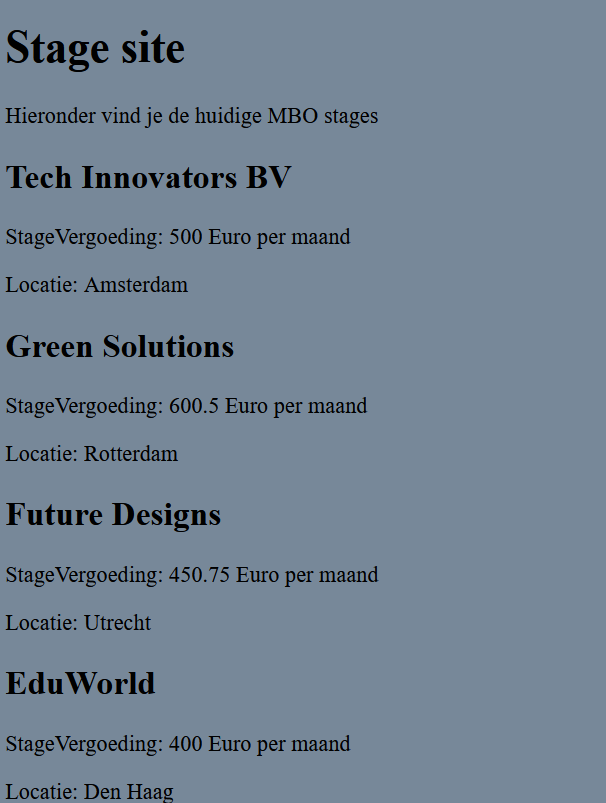 Stage site
Hieronder vind je de huidige MBO stages
Tech Innovators BV
StageVergoeding: 500 Euro per maand
Locatie: Amsterdam
Green Solutions
StageVergoeding: 600.5 Euro per maand
Locatie: Rotterdam
Future Designs
StageVergoeding: 450.75 Euro per maand
Locatie: Utrecht
EduWorld
StageVergoeding: 400 Euro per maand
Locatie: Den Haag